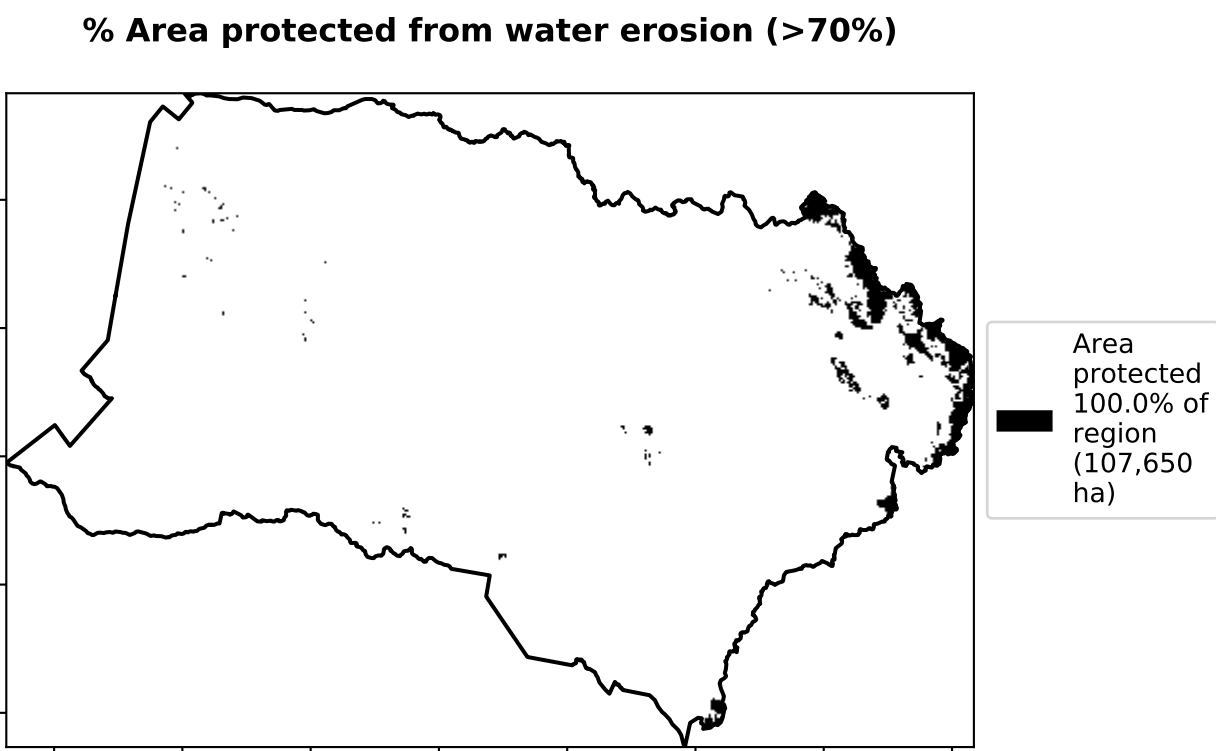 % Area protected from water erosion (>70%)
Area
protected
100.0% of
region
(107,650
ha)